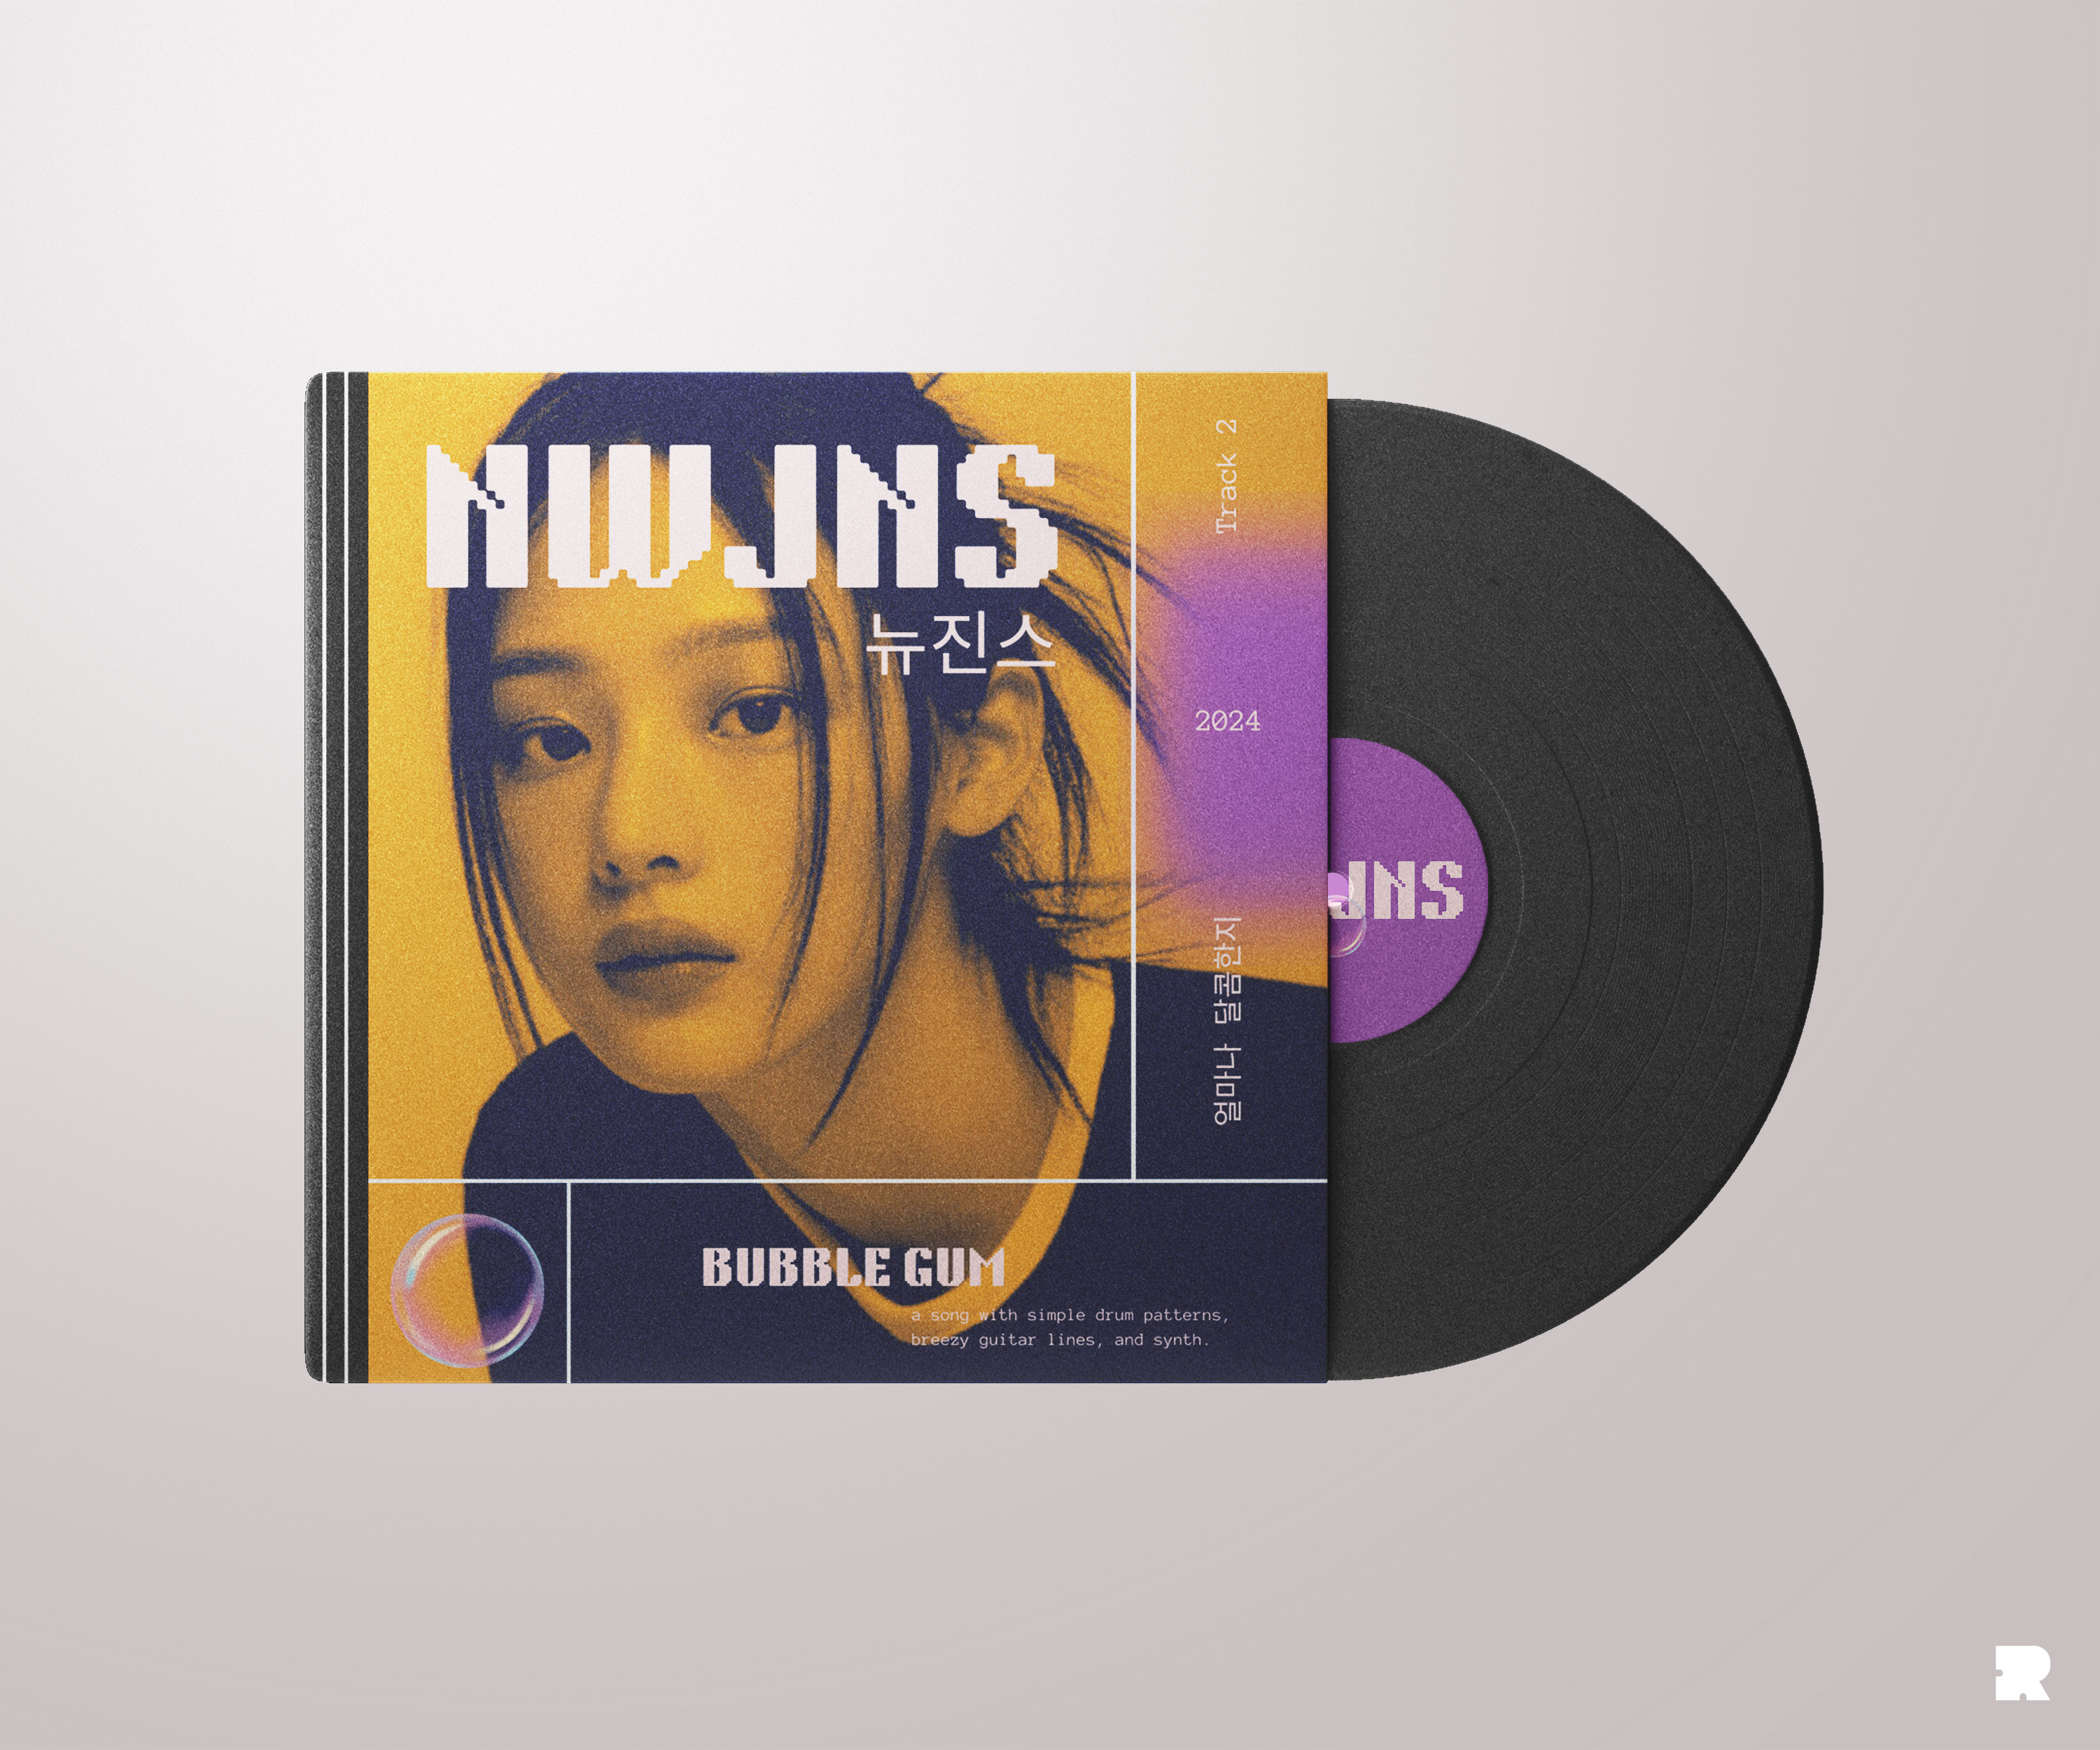 NWJNS
뉴진스
Track 2
2024
얼마나 달콤한지
JNS
BUBBLE GUM
a song with simple drum patterns,
breezy guitar lines, and synth.
R